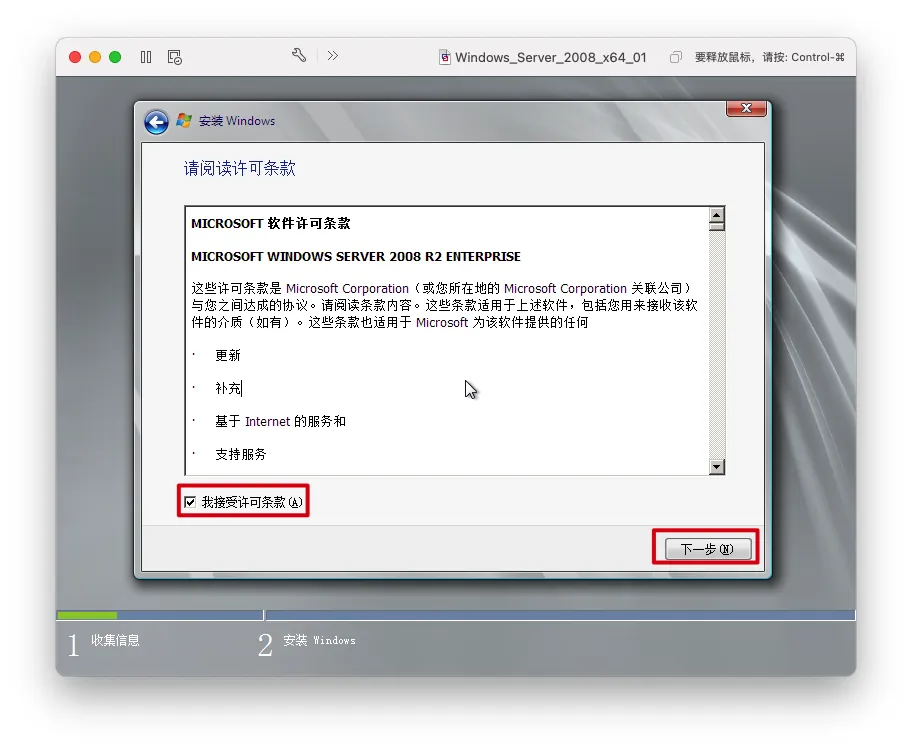 Windows_Server_2008_x64_01
要释放鼠标，请按: Control-⌘
安装 Windows
请阅读许可条款
MICROSOFT 软件许可条款
MICROSOFT WINDOWS SERVER 2008 R2 ENTERPRISE
这些许可条款是 Microsoft Corporation（或您所在地的 Microsoft Corporation 关联公司）
与您之间达成的协议。请阅读条款内容。这些条款适用于上述软件，包括您用来接收该软
件的介质（如有）。这些条款也适用于 Microsoft 为该软件提供的任何
· 更新
· 补充
· 基于 Internet 的服务和
· 支持服务
我接受许可条款(A)
下一步(N)
1 收集信息
2 安装 Windows